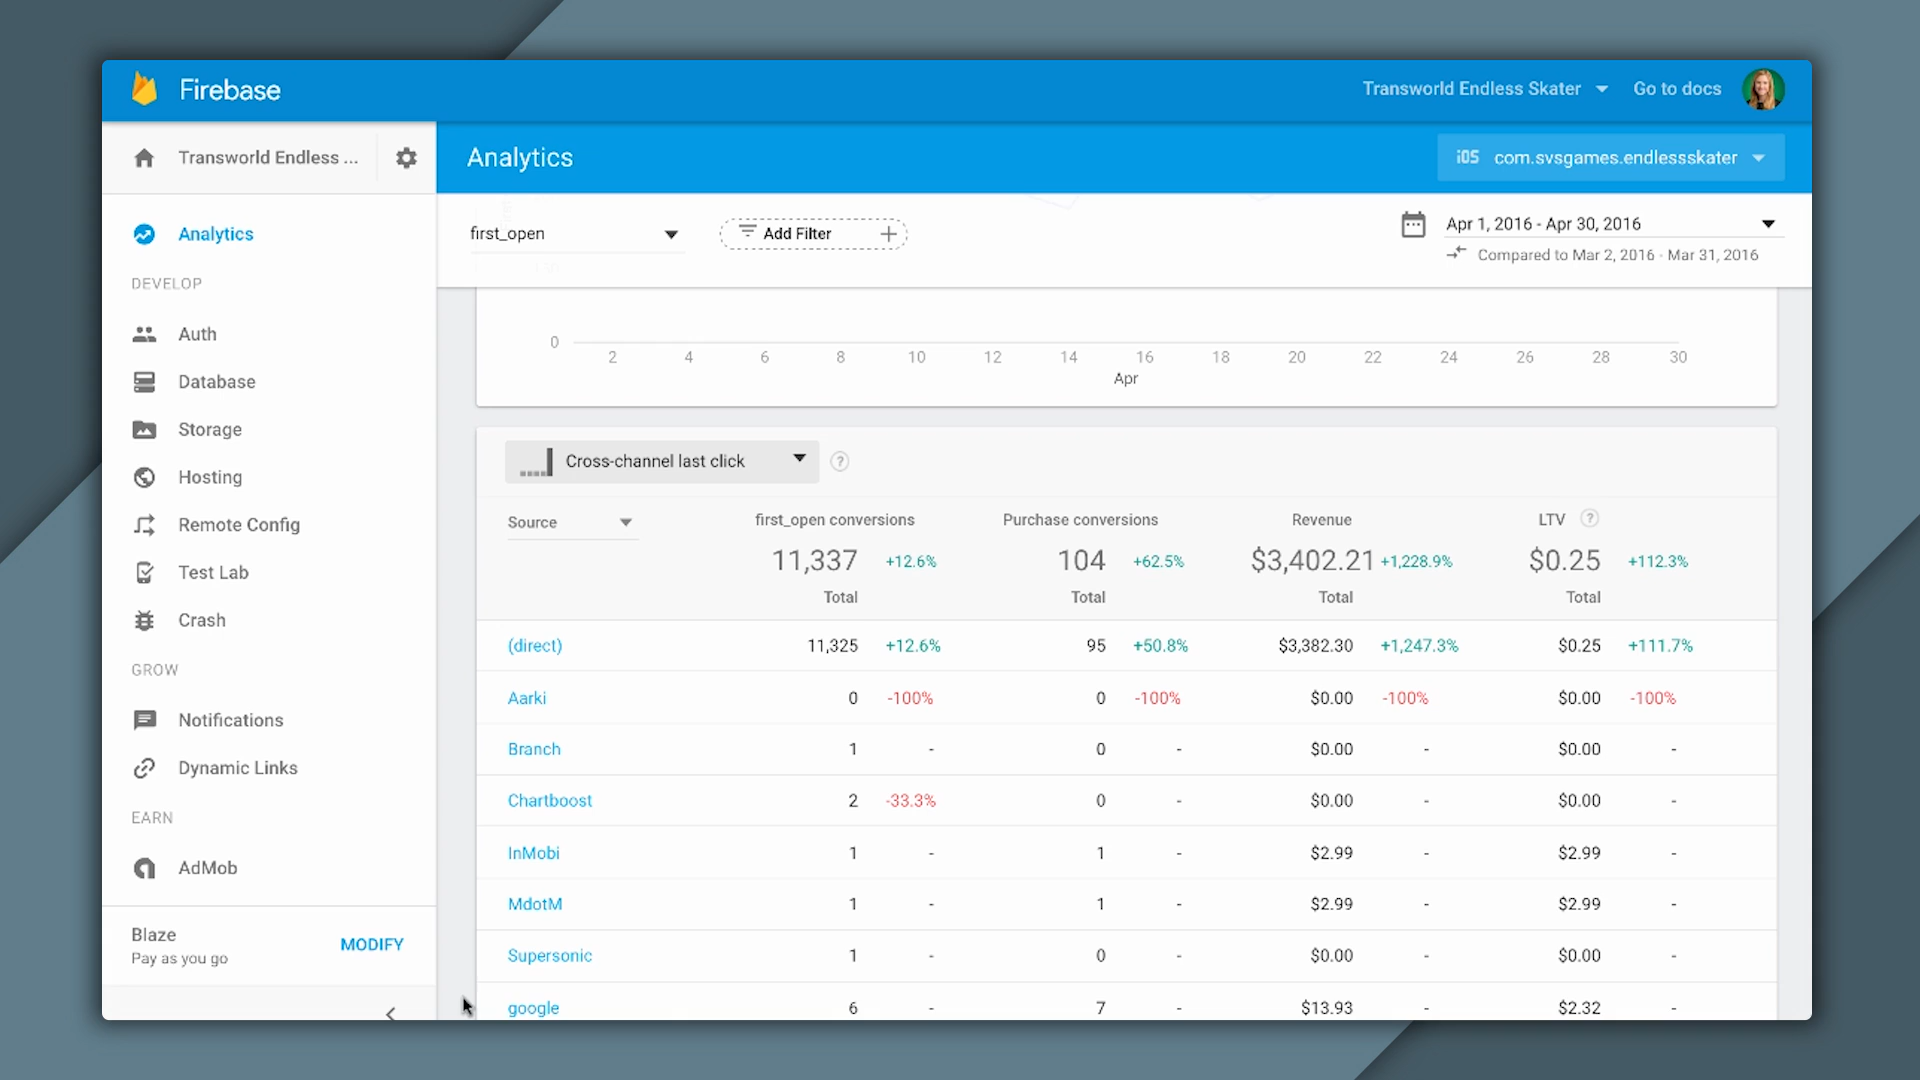 Firebase
Transworld Endless Skater
Go to docs
Transworld Endless ...
Analytics
iOS com.svsgames.endlessskater
first_open
Add Filter
Apr 1, 2016 - Apr 30, 2016
Compared to Mar 2, 2016 - Mar 31, 2016
Analytics
DEVELOP
Auth
Database
Storage
Hosting
Remote Config
Test Lab
Crash
GROW
Notifications
Dynamic Links
EARN
AdMob
Blaze
Pay as you go
MODIFY
0
2 4 6 8 10 12 14 16 18 20 22 24 26 28 30
Apr
Cross-channel last click ?
Source first_open conversions Purchase conversions Revenue LTV ?
11,337 +12.6% 104 +62.5% $3,402.21 +1,228.9% $0.25 +112.3%
Total Total Total Total
(direct) 11,325 +12.6% 95 +50.8% $3,382.30 +1,247.3% $0.25 +111.7%
Aarki 0 -100% 0 -100% $0.00 -100% $0.00 -100%
Branch 1 - 0 - $0.00 - $0.00 -
Chartboost 2 -33.3% 0 - $0.00 - $0.00 -
InMobi 1 - 1 - $2.99 - $2.99 -
MdotM 1 - 1 - $2.99 - $2.99 -
Supersonic 1 - 0 - $0.00 - $0.00 -
google 6 - 7 - $13.93 - $2.32 -